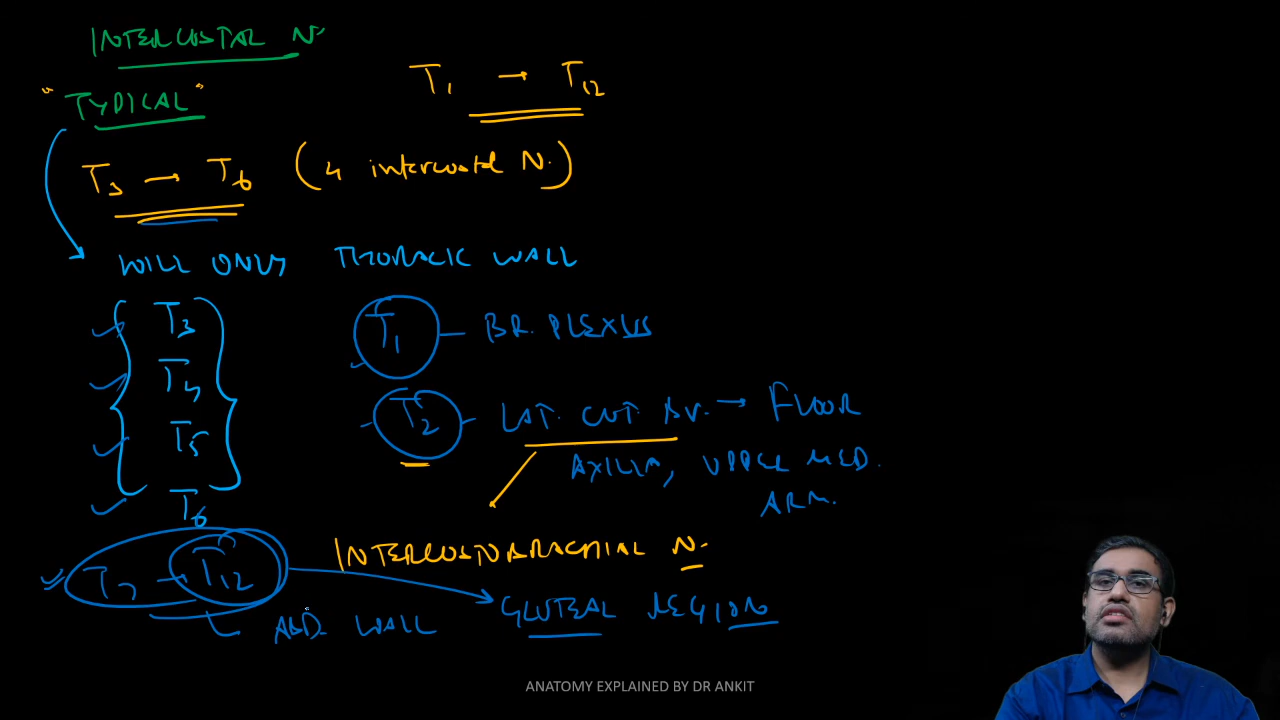 INTERCOSTAL N.
"TYPICAL"
T1 → T12
T3 → T6 (4 intercostal N.)
WILL ONLY THORACIC WALL
T3
T4
T5
T6
T1 - BR. PLEXUS
T2 - LAT. CUT. BR. → FLOOR
AXILLA, UPPER MED.
ARM.
INTERCOSTOBRACHIAL N.
T7 → T12
GLUTEAL REGION
ABD. WALL
ANATOMY EXPLAINED BY DR ANKIT